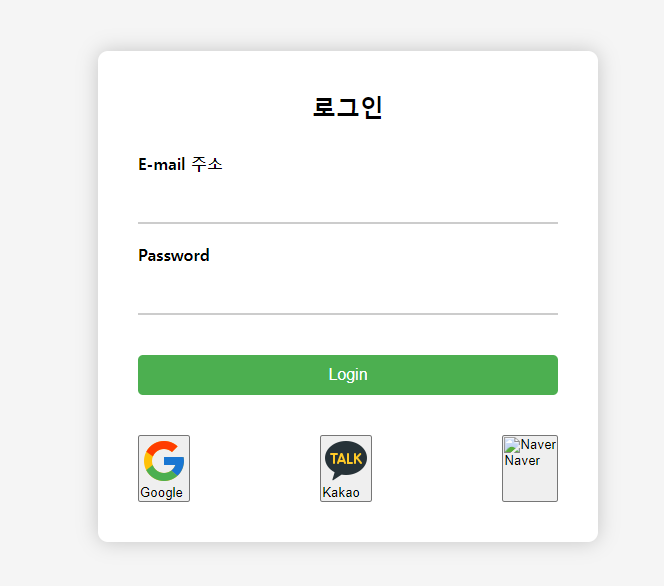 로그인
E-mail 주소
Password
Login
TALK
Naver
Google
Kakao
Naver